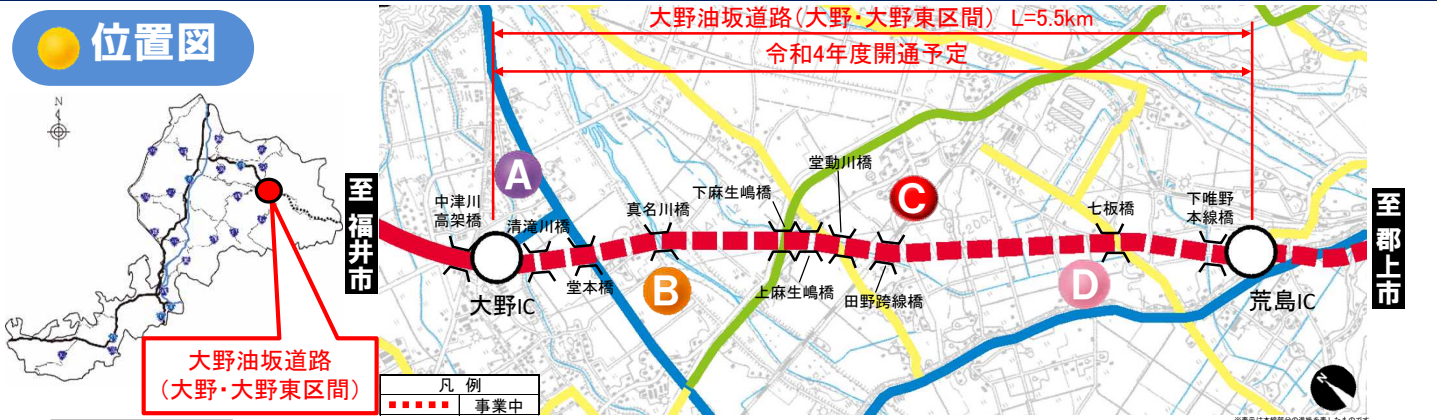 位置図
N
大野油坂道路
(大野・大野東区間)
至 福井市
大野油坂道路(大野・大野東区間) L=5.5km
令和4年度開通予定
A
中津川
高架橋
清滝川橋
大野IC
堂本橋
真名川橋
B
下麻生嶋橋
上麻生嶋橋
堂動川橋
C
田野跨線橋
七板橋
D
下唯野
本線橋
荒島IC
至 郡上市
凡 例
事業中